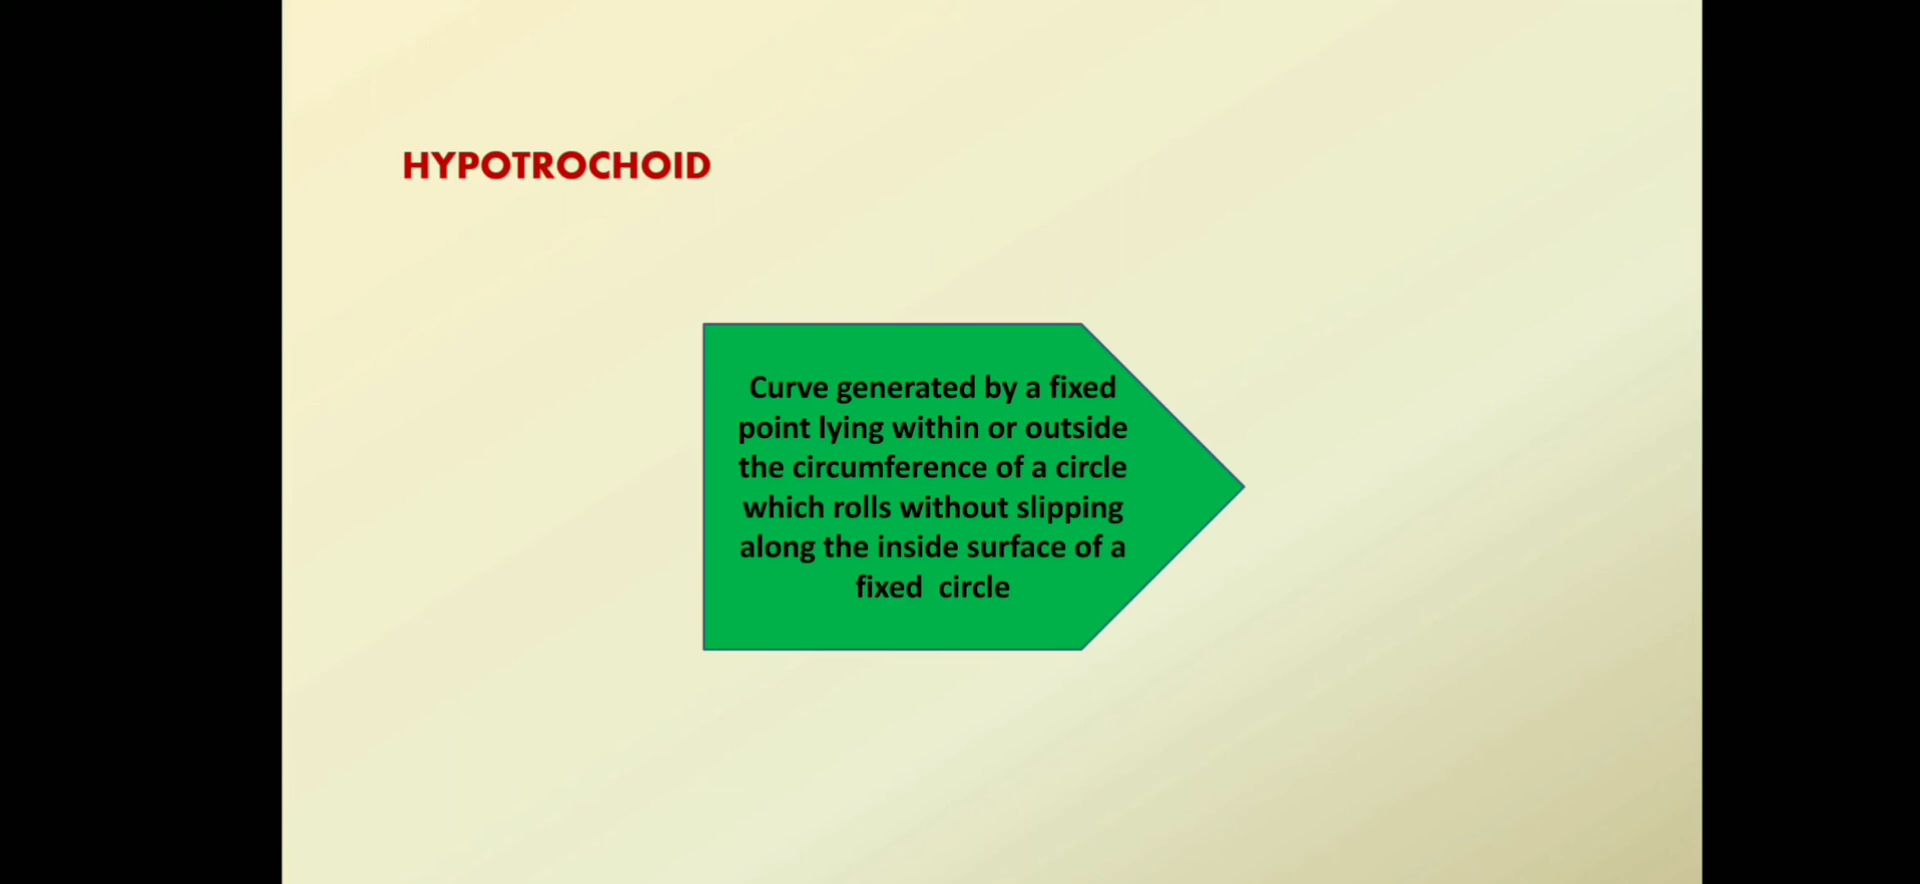 HYPOTROCHOID
Curve generated by a fixed
point lying within or outside
the circumference of a circle
which rolls without slipping
along the inside surface of a
fixed  circle